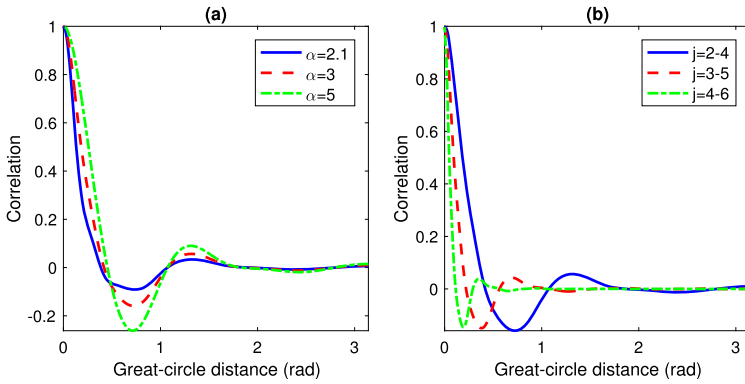 (a)
1
0.8
0.6
0.4
0.2
0
-0.2
Correlation
α=2.1
α=3
α=5
0 1 2 3
Great-circle distance (rad)
(b)
1
0.8
0.6
0.4
0.2
0
Correlation
j=2-4
j=3-5
j=4-6
0 1 2 3
Great-circle distance (rad)